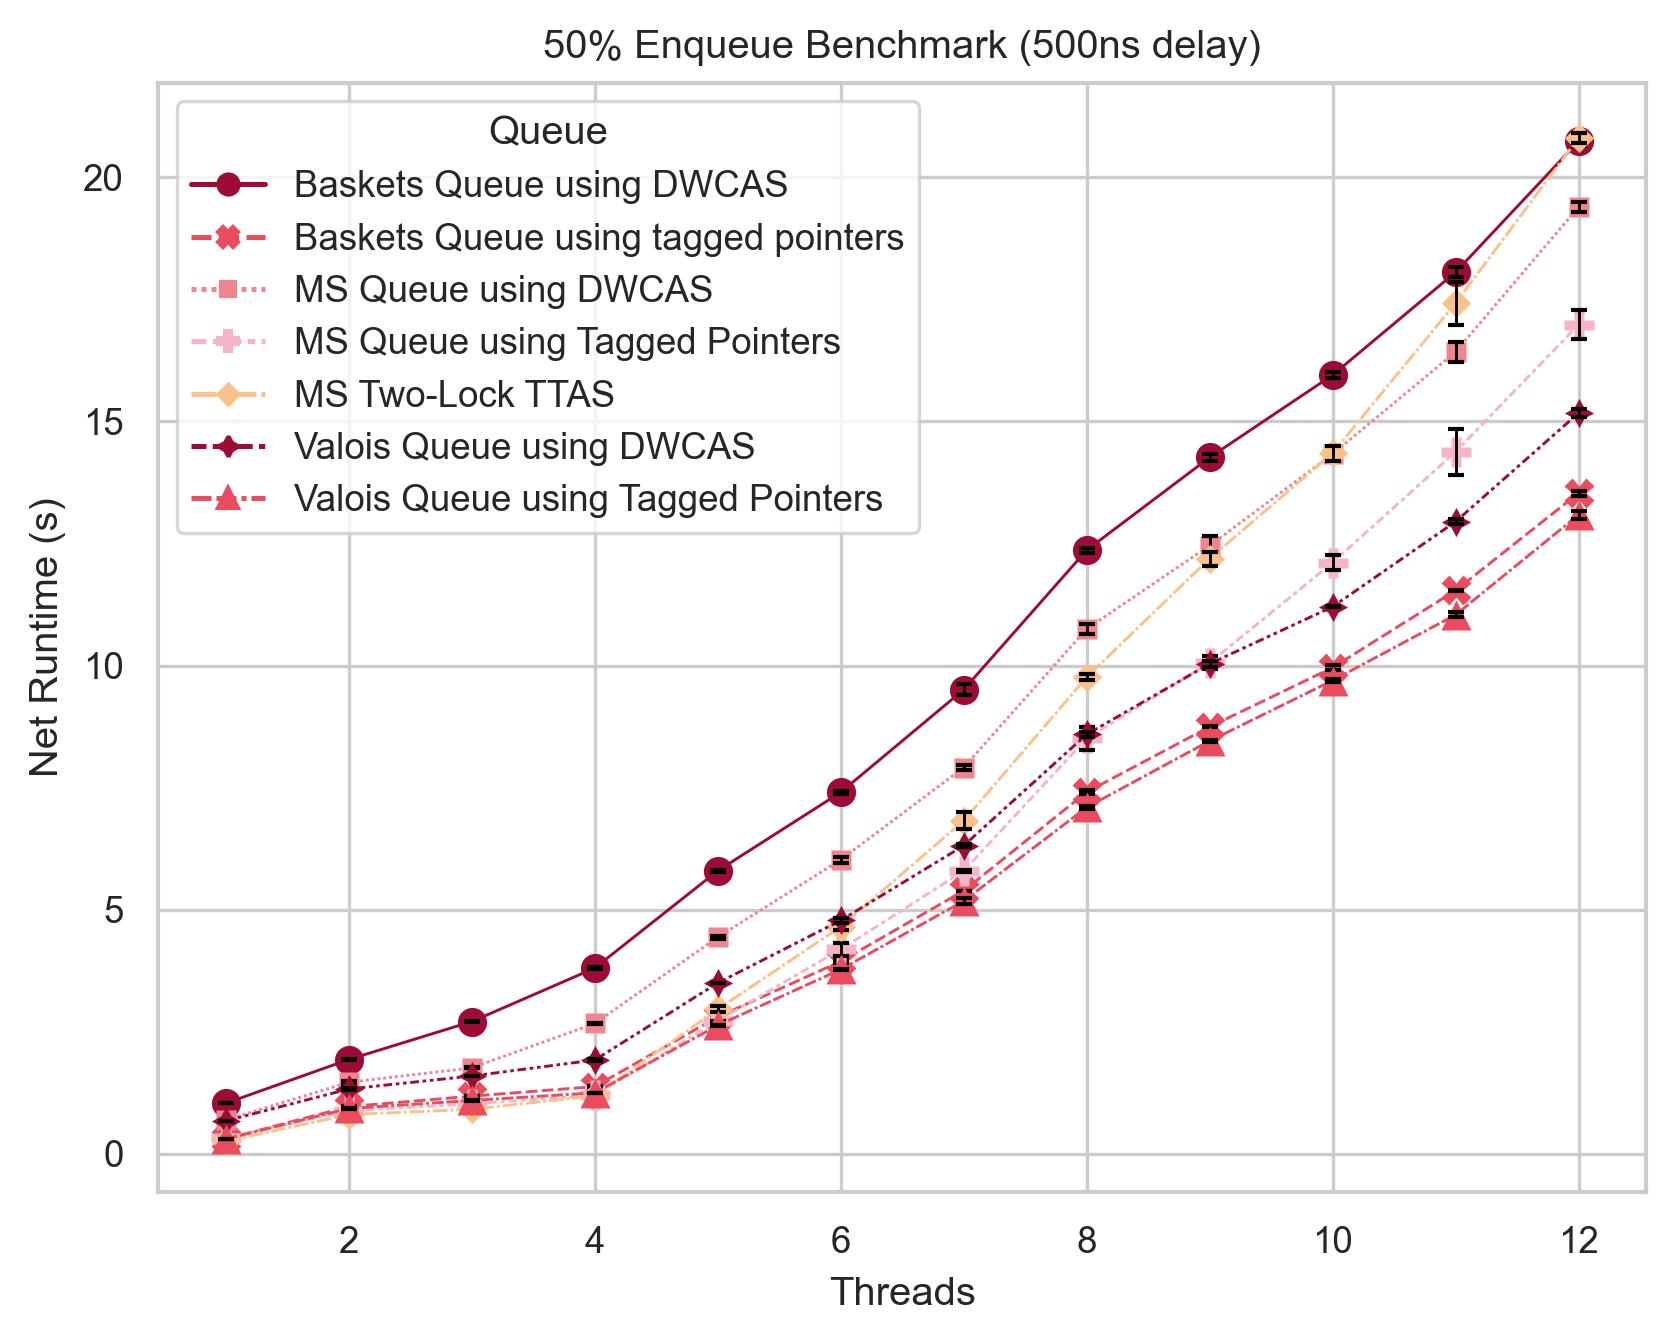 50% Enqueue Benchmark (500ns delay)
Queue
Baskets Queue using DWCAS
Baskets Queue using tagged pointers
MS Queue using DWCAS
MS Queue using Tagged Pointers
MS Two-Lock TTAS
Valois Queue using DWCAS
Valois Queue using Tagged Pointers
Net Runtime (s)
20
15
10
5
0
2 4 6 8 10 12
Threads